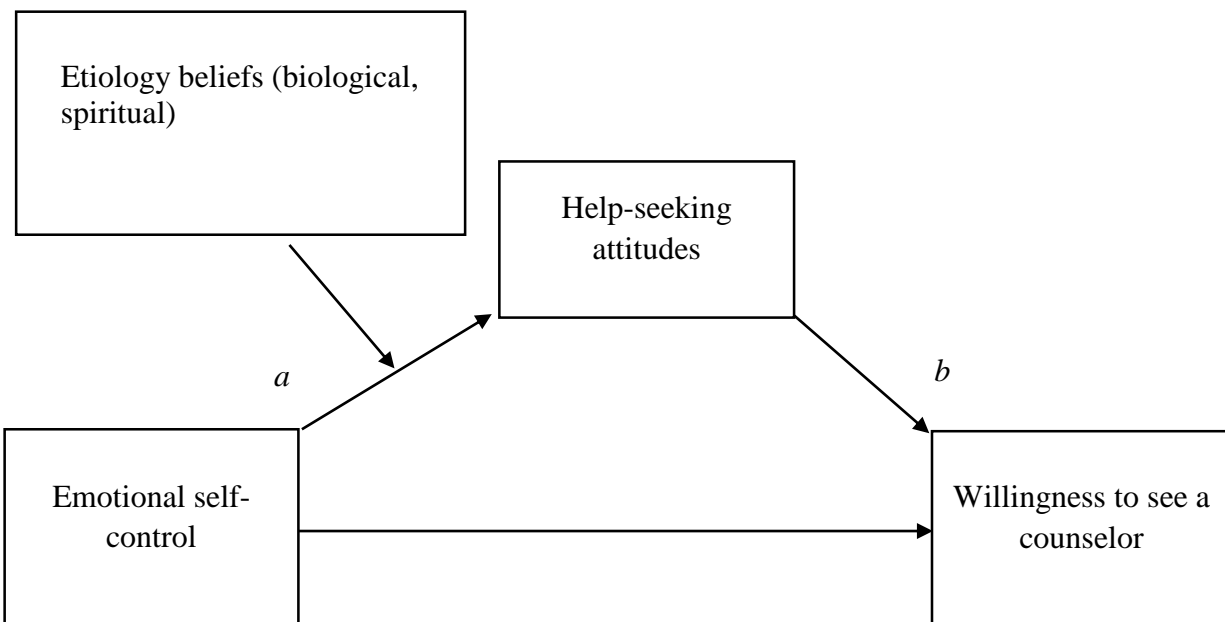 Etiology beliefs (biological,
spiritual)
Help-seeking
attitudes
a
b
Emotional self-
control
Willingness to see a
counselor